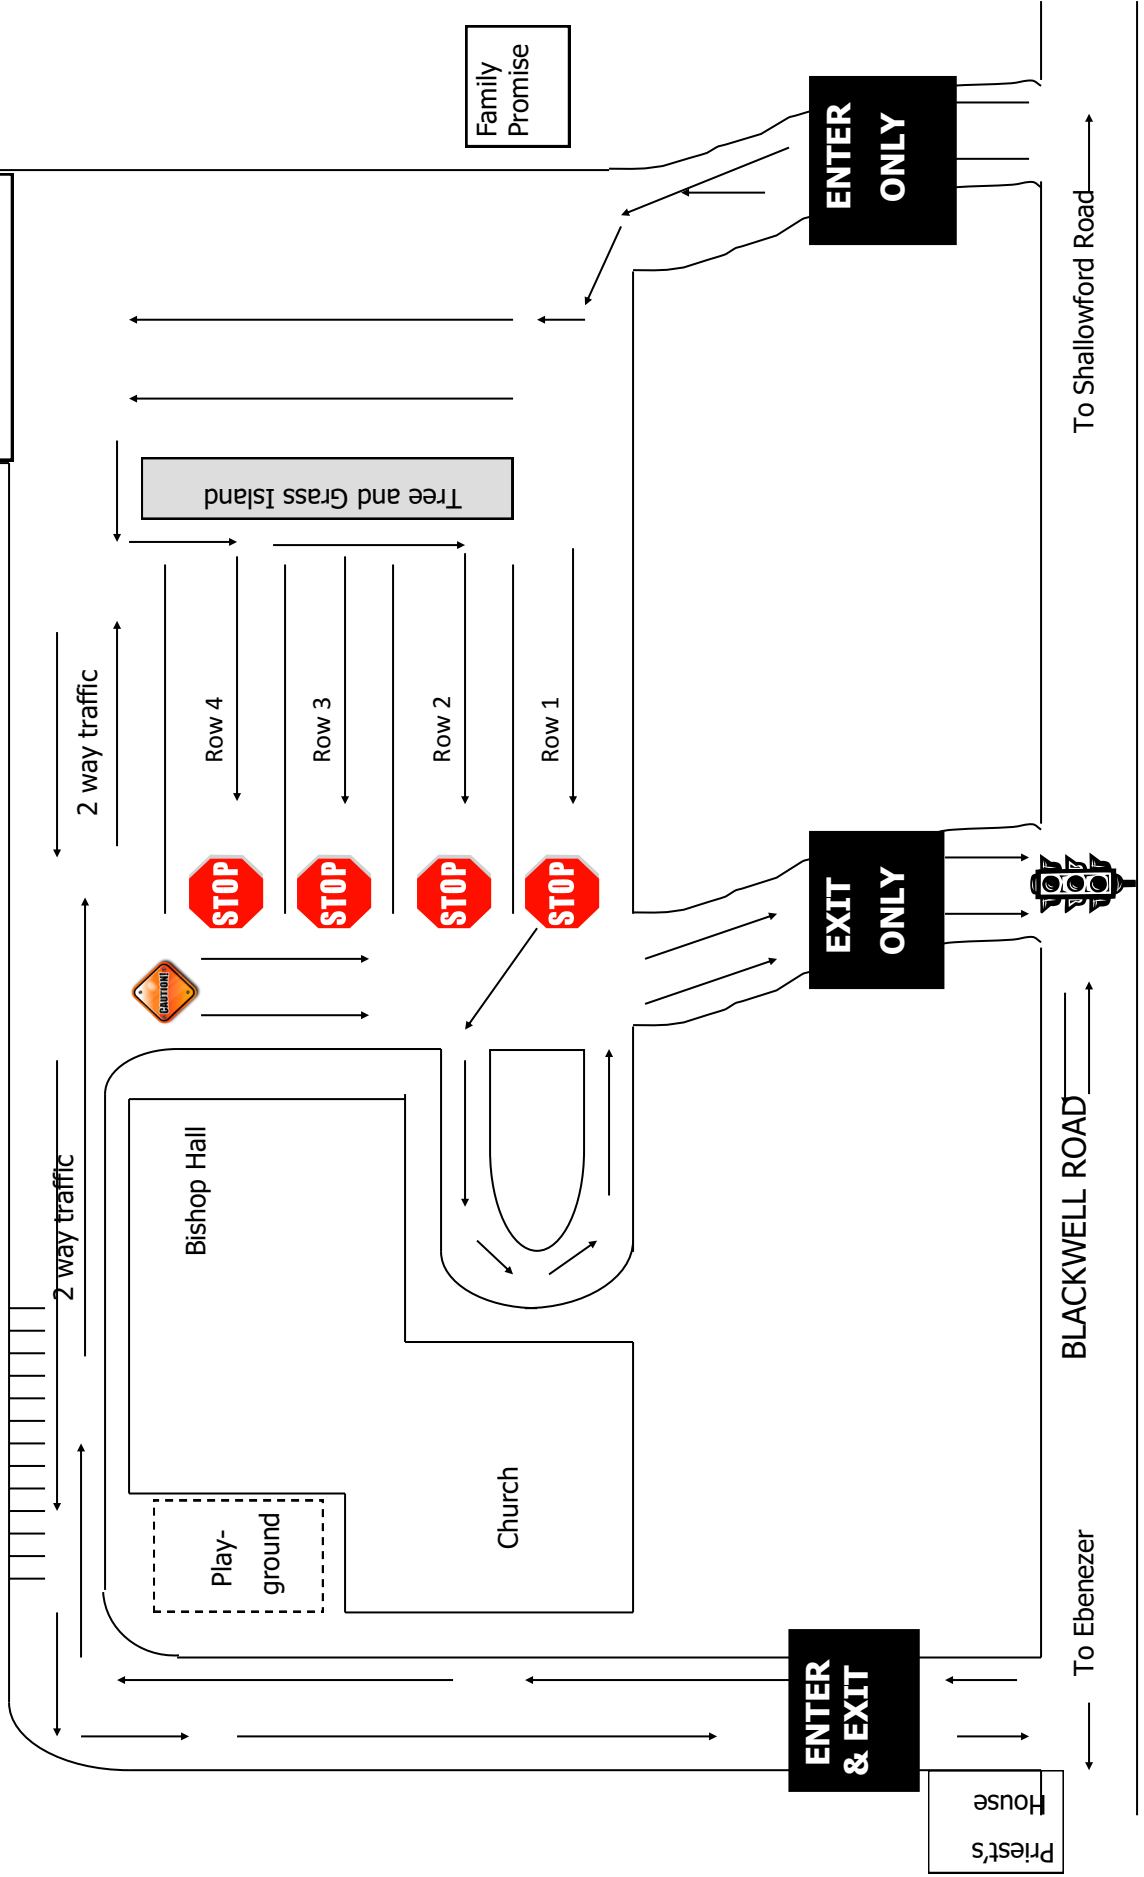 Family
Promise
ENTER
ONLY
To Shallowford Road
Tree and Grass Island
2 way traffic
Row 4
Row 3
Row 2
Row 1
STOP
STOP
STOP
STOP
CAUTION!
EXIT
ONLY
2 way traffic
Bishop Hall
BLACKWELL ROAD
Church
Play-
ground
To Ebenezer
ENTER
& EXIT
Priest's
House